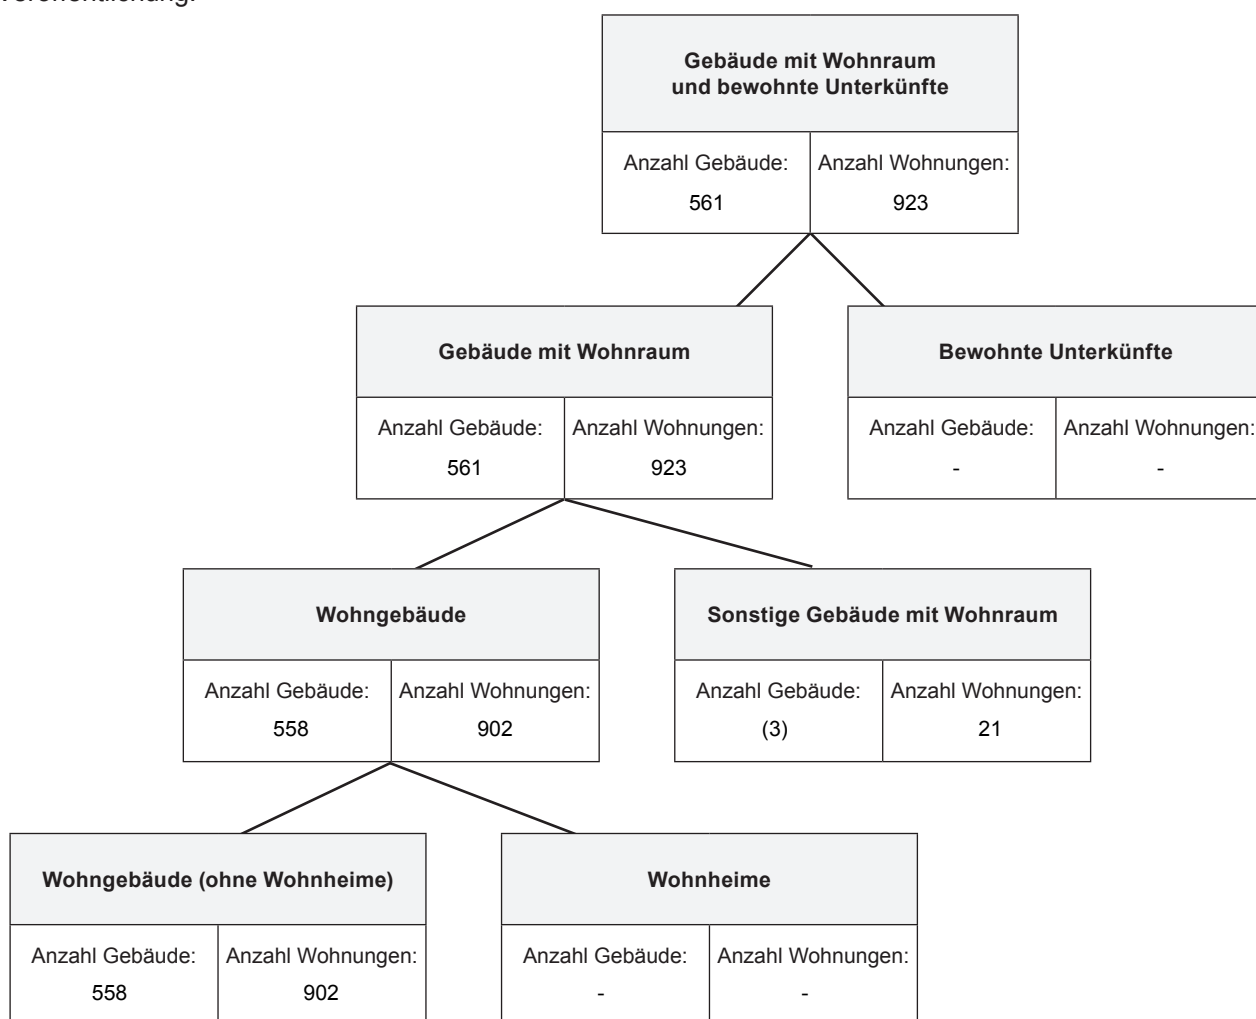 Veröffentlichung.
Gebäude mit Wohnraum
und bewohnte Unterkünfte
Anzahl Gebäude: Anzahl Wohnungen:
561 923
Gebäude mit Wohnraum Bewohnte Unterkünfte
Anzahl Gebäude: Anzahl Wohnungen: Anzahl Gebäude: Anzahl Wohnungen:
561 923 - -
Wohngebäude Sonstige Gebäude mit Wohnraum
Anzahl Gebäude: Anzahl Wohnungen: Anzahl Gebäude: Anzahl Wohnungen:
558 902 (3) 21
Wohngebäude (ohne Wohnheime) Wohnheime
Anzahl Gebäude: Anzahl Wohnungen: Anzahl Gebäude: Anzahl Wohnungen:
558 902 - -